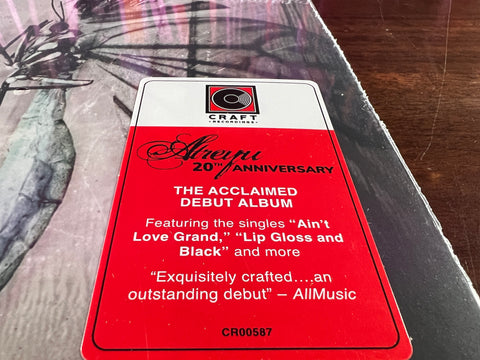 CRAFT
RECORDINGS
Atreyu
20TH ANNIVERSARY
THE ACCLAIMED
DEBUT ALBUM
Featuring the singles “Ain’t
Love Grand,” “Lip Gloss and
Black” and more
“Exquisitely crafted....an
outstanding debut” – AllMusic
CR00587